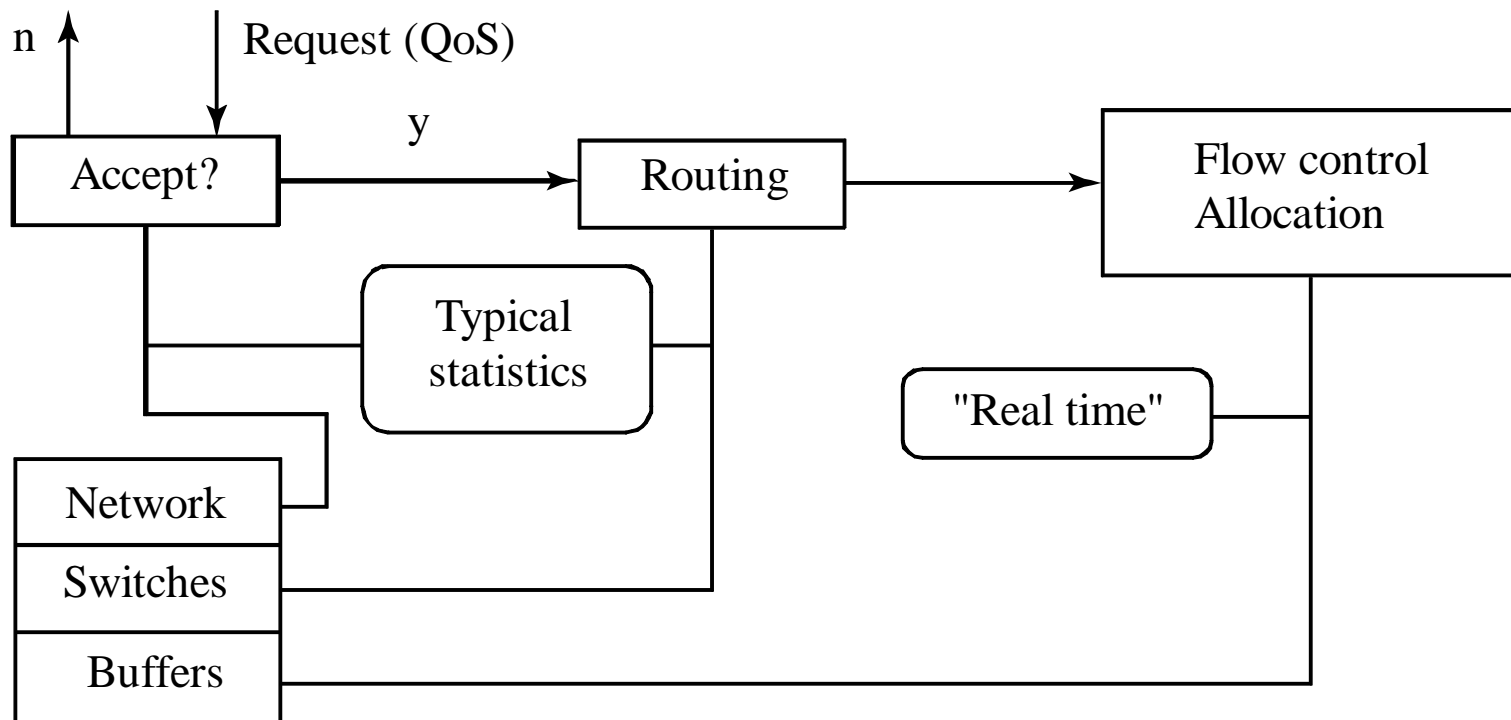 n
Request (QoS)
y
Accept?
Routing
Flow control
Allocation
Typical
statistics
"Real time"
Network
Switches
Buffers